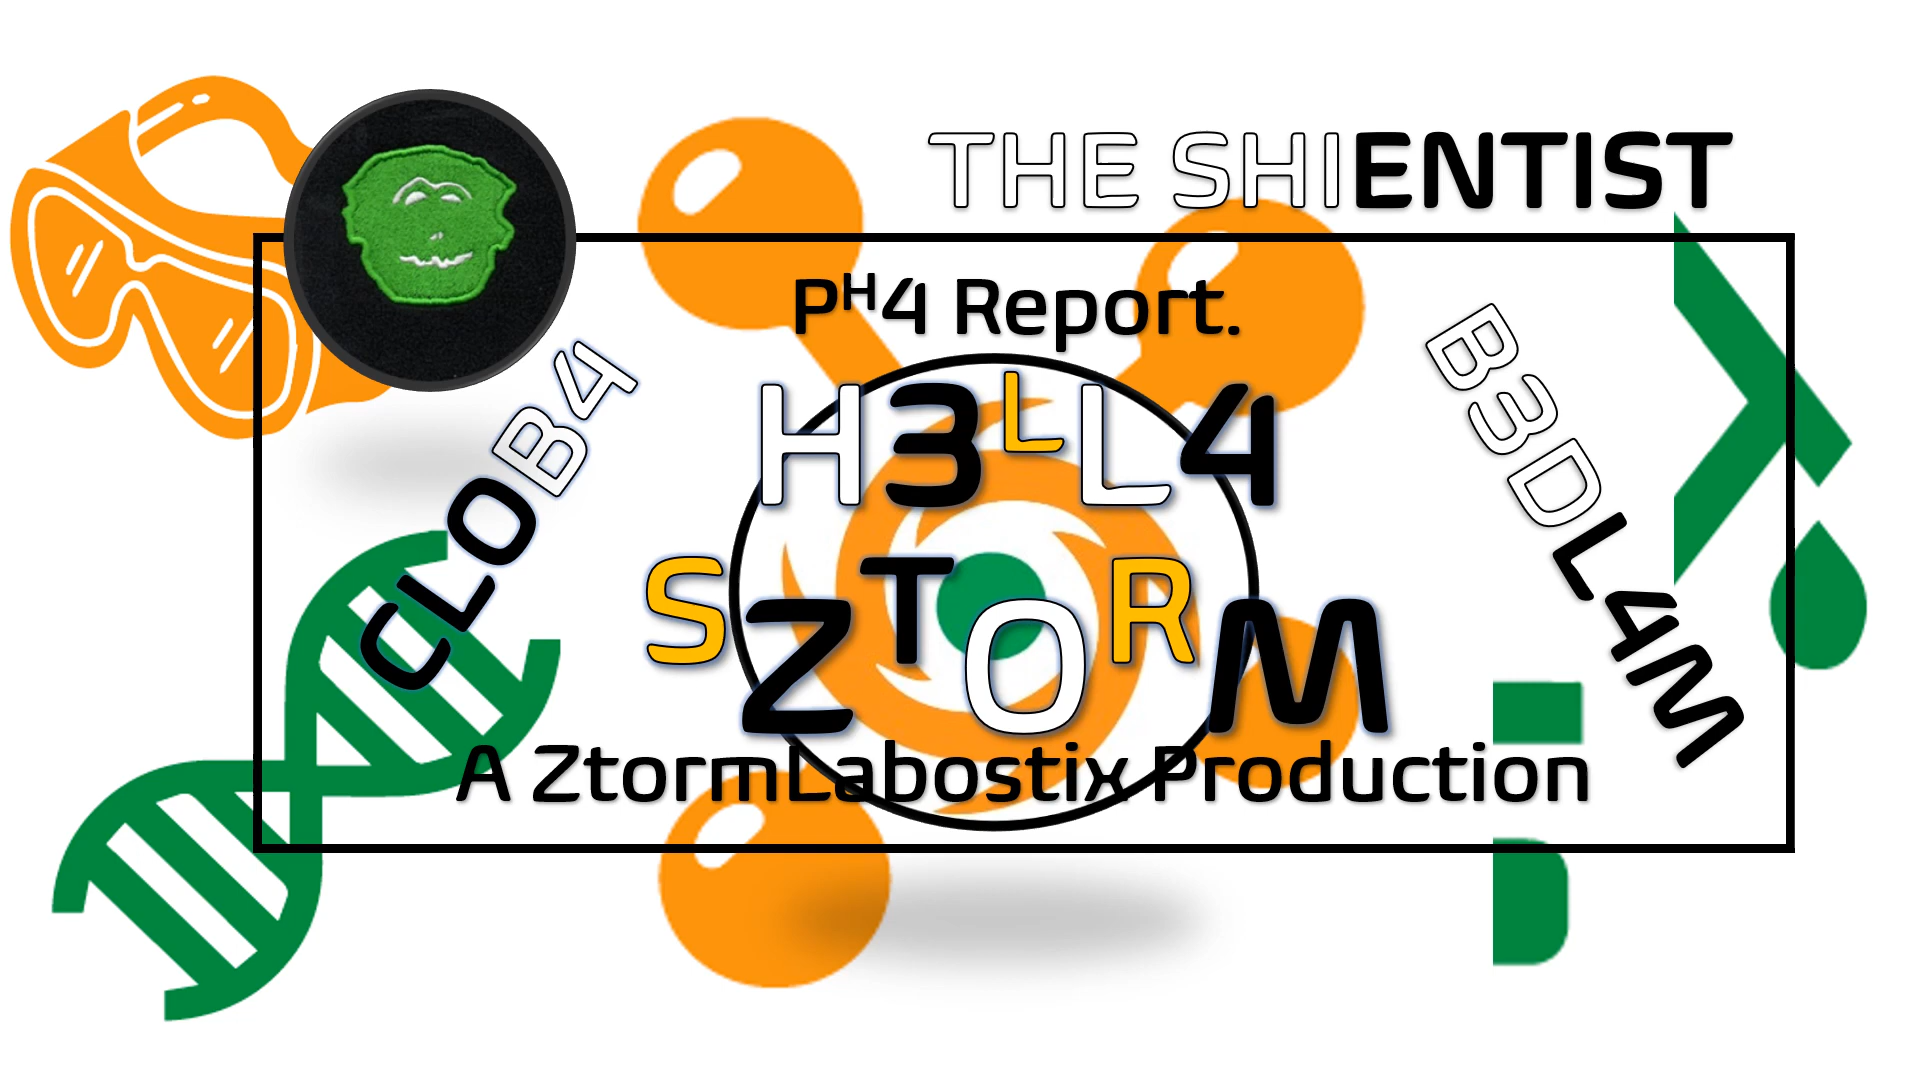 THE SHIENTIST
PH4 Report.
CLOB4
B3DL4M
H3LL4
SZTORM
A ZtormLabostix Production